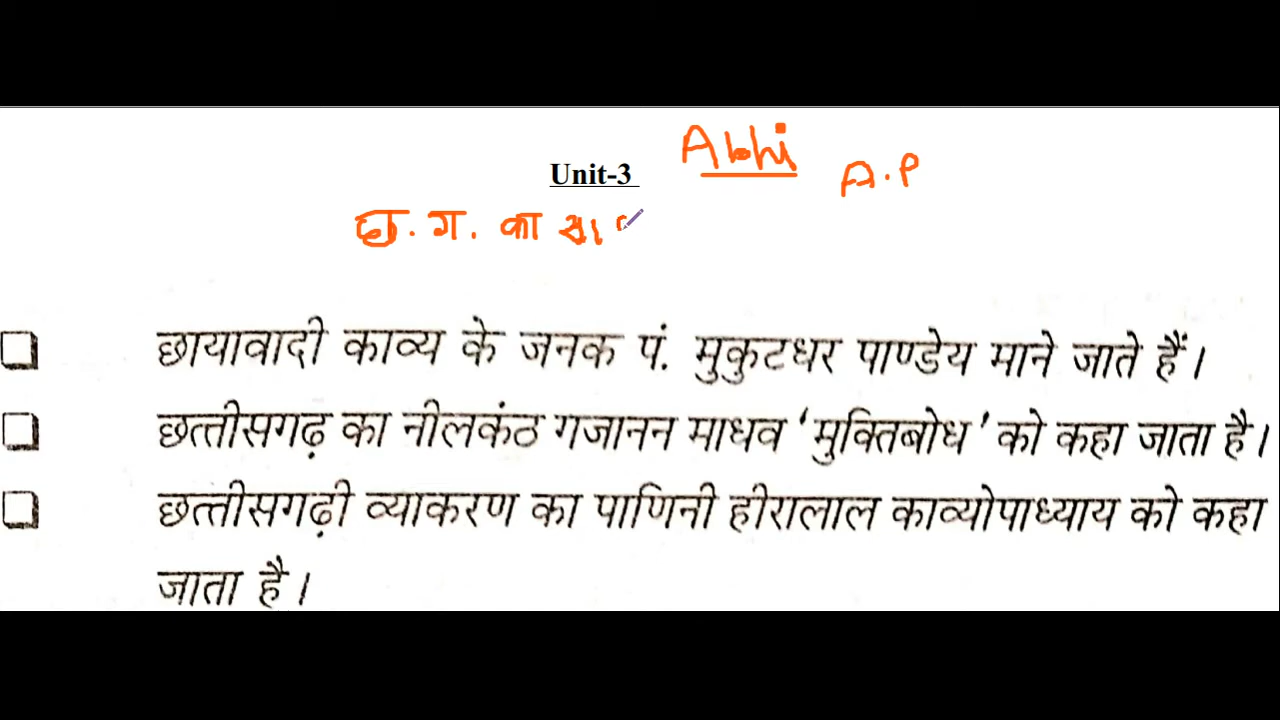 Abhi
Unit-3
A.P
छ. ग. का
छायावादी काव्य के जनक पं. मुकुटधर पाण्डेय माने जाते हैं।
छत्तीसगढ़ का नीलकंठ गजानन माधव 'मुक्तिबोध' को कहा जाता है।
छत्तीसगढ़ी व्याकरण का पाणिनी हीरालाल काव्योपाध्याय को कहा
जाता है।